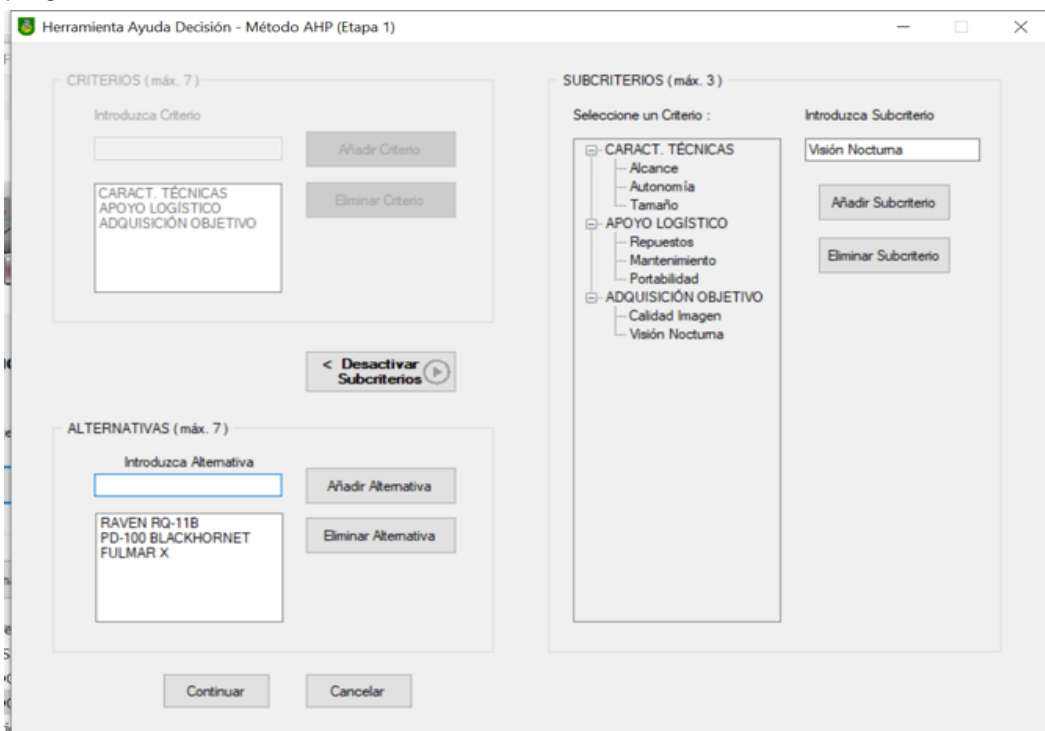 Herramienta Ayuda Decisión - Método AHP (Etapa 1)
CRITERIOS (máx. 7)
Introduzca Criterio
Añadir Criterio
CARACT. TÉCNICAS
APOYO LOGÍSTICO
ADQUISICIÓN OBJETIVO
Eliminar Criterio
< Desactivar
Subcriterios
ALTERNATIVAS (máx. 7)
Introduzca Alternativa
Añadir Alternativa
RAVEN RQ-11B
PD-100 BLACKHORNET
FULMAR X
Eliminar Alternativa
Continuar
Cancelar
SUBCRITERIOS (máx. 3)
Seleccione un Criterio :
CARACT. TÉCNICAS
Alcance
Autonomía
Tamaño
APOYO LOGÍSTICO
Repuestos
Mantenimiento
Portabilidad
ADQUISICIÓN OBJETIVO
Calidad Imagen
Visión Nocturna
Introduzca Subcriterio
Visión Nocturna
Añadir Subcriterio
Eliminar Subcriterio